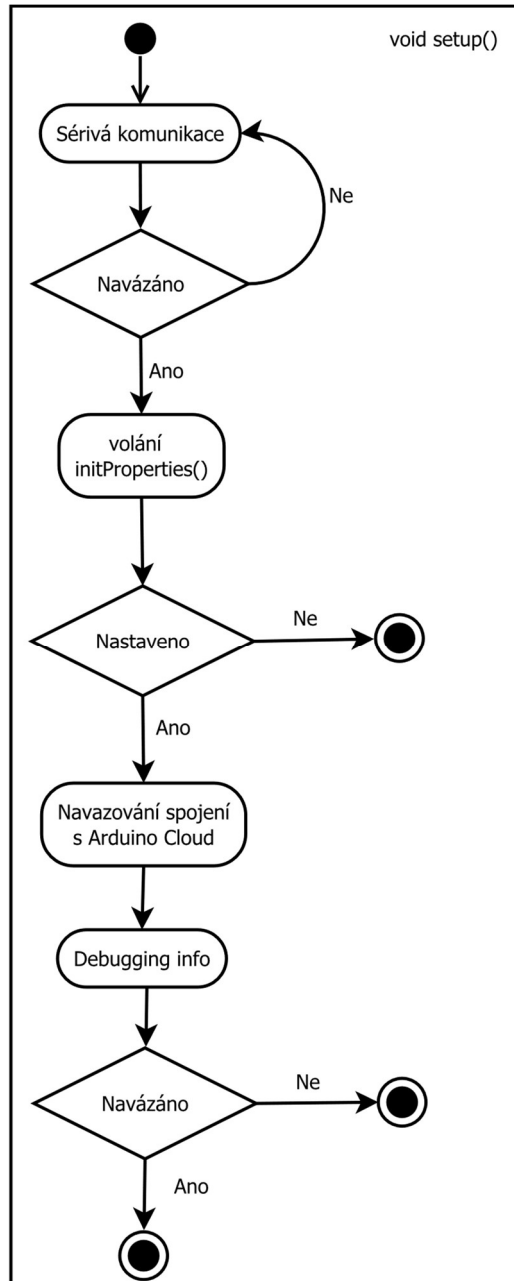 void setup()
Sérivá komunikace
Ne
Navázáno
Ano
volání
initProperties()
Ne
Nastaveno
Ano
Navazování spojení
s Arduino Cloud
Debugging info
Ne
Navázáno
Ano